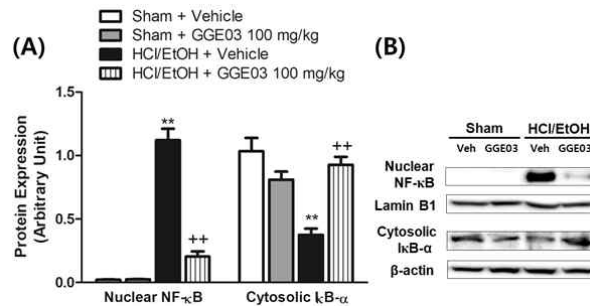 (A)
Sham + Vehicle
Sham + GGE03 100 mg/kg
HCl/EtOH + Vehicle
HCl/EtOH + GGE03 100 mg/kg
Protein Expression
(Arbitrary Unit)
1.5
1.0
0.5
0.0
**
++
**
++
Nuclear NF-κB
Cytosolic IκB-α
(B)
Sham HCl/EtOH
Veh GGE03 Veh GGE03
Nuclear
NF-κB
Lamin B1
Cytosolic
IκB-α
β-actin